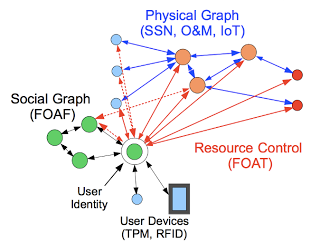 Physical Graph
(SSN, O&M, IoT)
Social Graph
(FOAF)
Resource Control
(FOAT)
User
Identity
User Devices
(TPM, RFID)